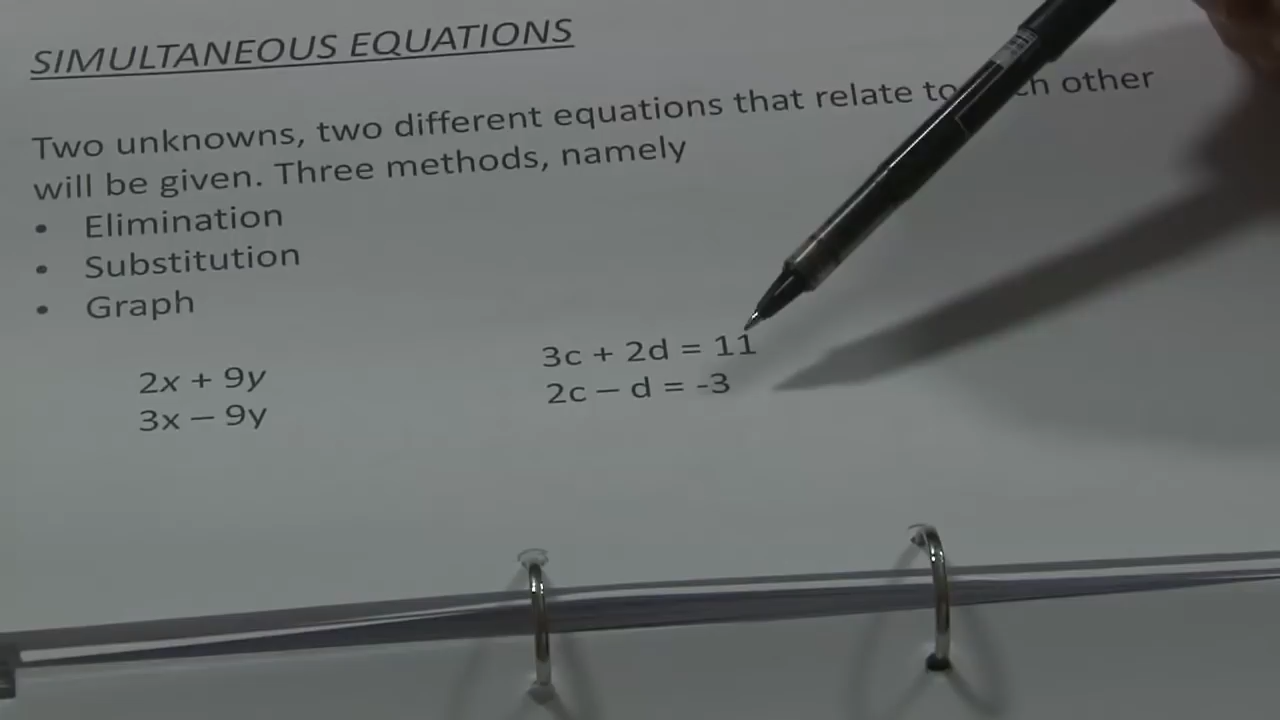 SIMULTANEOUS EQUATIONS
Two unknowns, two different equations that relate to other
will be given. Three methods, namely
• Elimination
• Substitution
• Graph
2x + 9y
3x – 9y
3c + 2d = 11
2c – d = -3